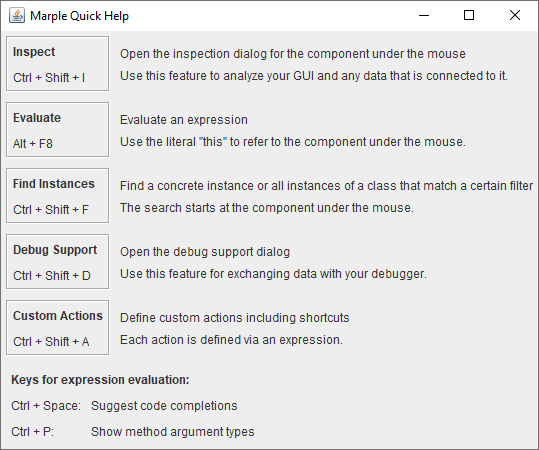 Marple Quick Help
Inspect
Ctrl + Shift + I
Open the inspection dialog for the component under the mouse
Use this feature to analyze your GUI and any data that is connected to it.
Evaluate
Alt + F8
Evaluate an expression
Use the literal "this" to refer to the component under the mouse.
Find Instances
Ctrl + Shift + F
Find a concrete instance or all instances of a class that match a certain filter
The search starts at the component under the mouse.
Debug Support
Ctrl + Shift + D
Open the debug support dialog
Use this feature for exchanging data with your debugger.
Custom Actions
Ctrl + Shift + A
Define custom actions including shortcuts
Each action is defined via an expression.
Keys for expression evaluation:
Ctrl + Space: Suggest code completions
Ctrl + P: Show method argument types